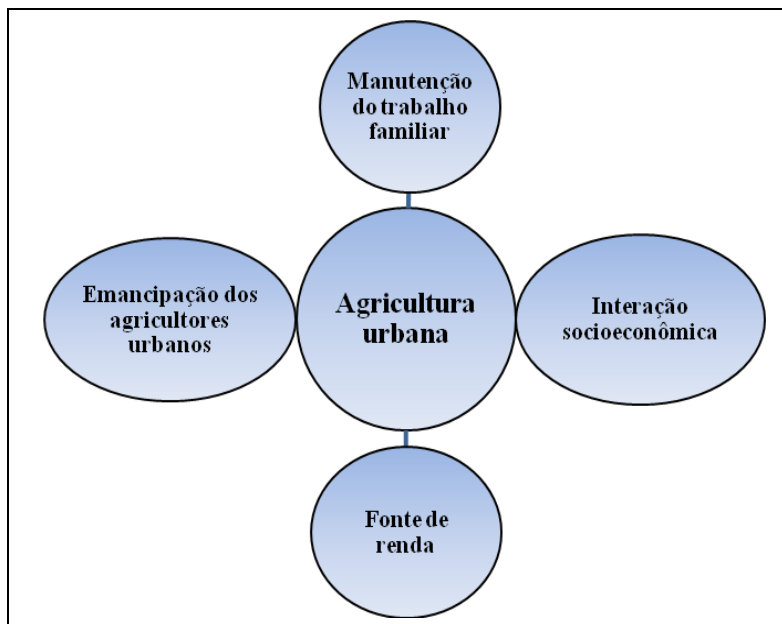 Manutenção
do trabalho
familiar
Emancipação dos
agricultores
urbanos
Agricultura
urbana
Interação
socioeconômica
Fonte de
renda